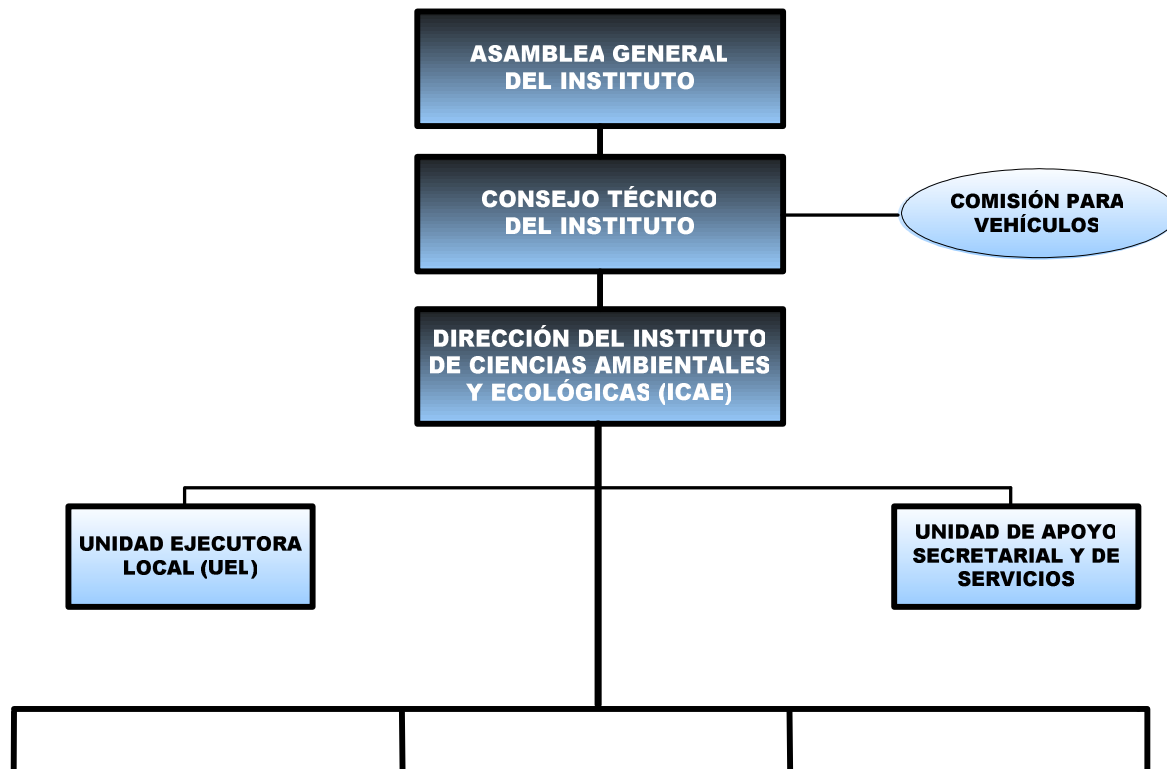 ASAMBLEA GENERAL
DEL INSTITUTO
CONSEJO TÉCNICO
DEL INSTITUTO
COMISIÓN PARA
VEHÍCULOS
DIRECCIÓN DEL INSTITUTO
DE CIENCIAS AMBIENTALES
Y ECOLÓGICAS (ICAE)
UNIDAD EJECUTORA
LOCAL (UEL)
UNIDAD DE APOYO
SECRETARIAL Y DE
SERVICIOS